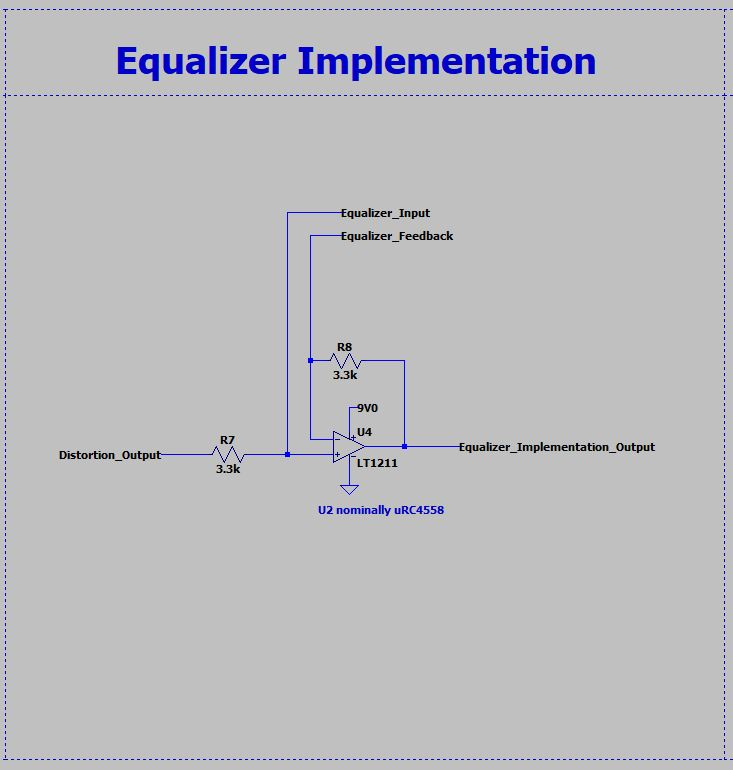 Equalizer Implementation
Equalizer_Input
Equalizer_Feedback
R8
3.3k
9V0
R7
U4
Distortion_Output
Equalizer_Implementation_Output
3.3k
LT1211
U2 nominally uRC4558